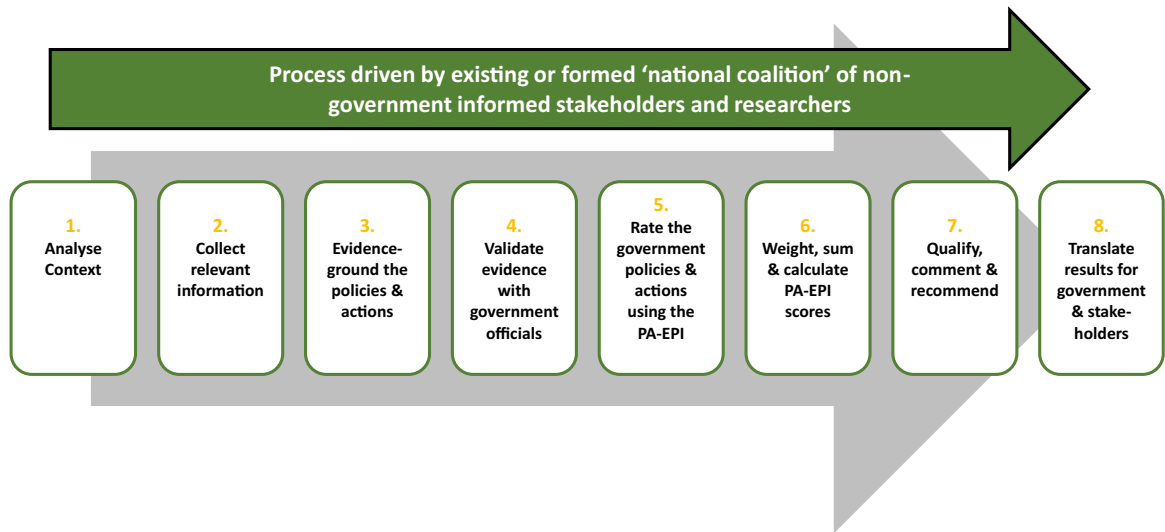 Process driven by existing or formed ‘national coalition’ of non-
government informed stakeholders and researchers
1.
Analyse
Context
2.
Collect
relevant
information
3.
Evidence-
ground the
policies &
actions
4.
Validate
evidence
with
government
officials
5.
Rate the
government
policies &
actions
using the
PA-EPI
6.
Weight, sum
& calculate
PA-EPI
scores
7.
Qualify,
comment &
recommend
8.
Translate
results for
government
& stake-
holders